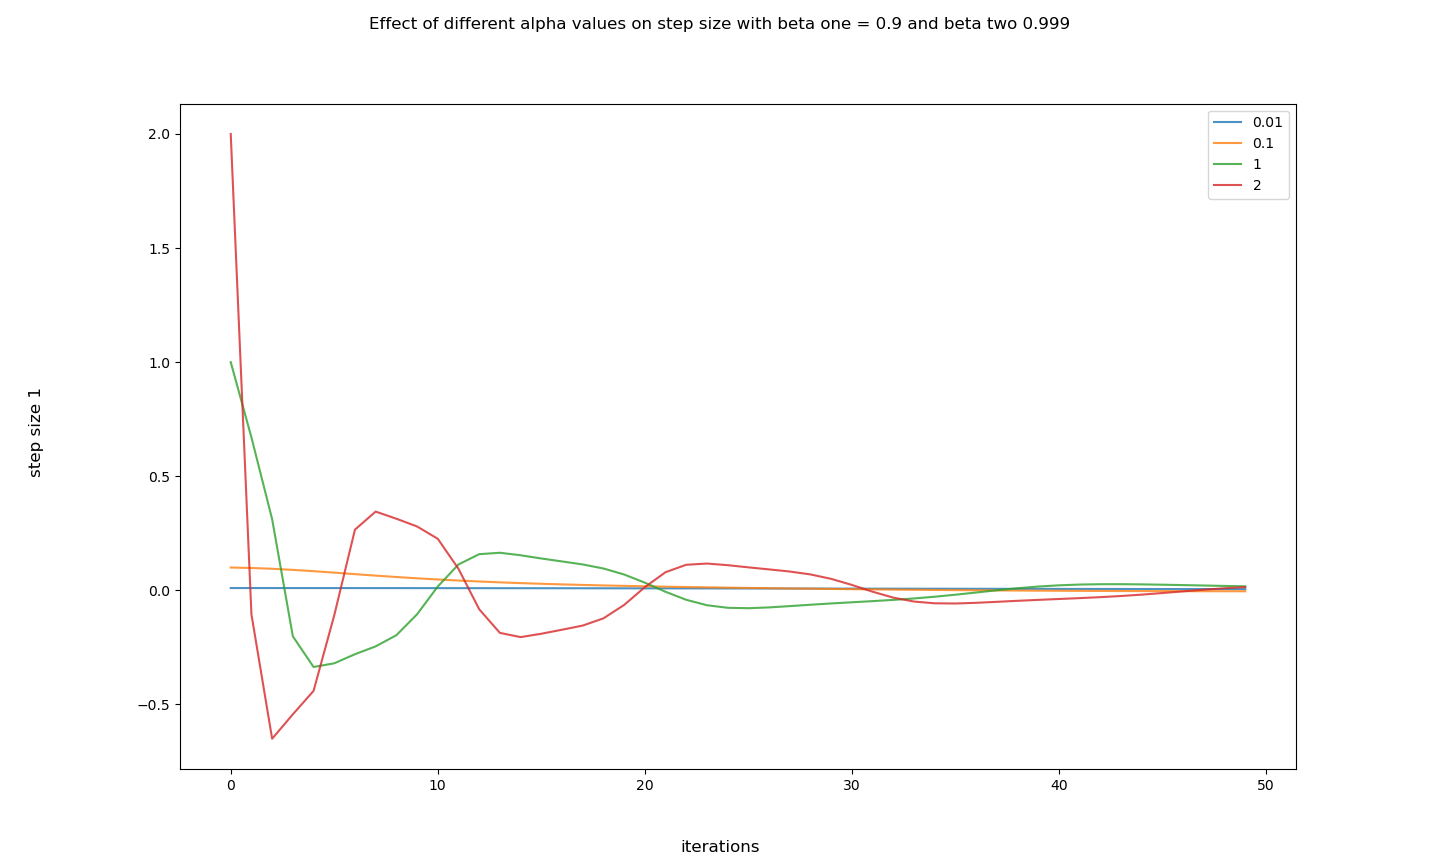 Effect of different alpha values on step size with beta one = 0.9 and beta two 0.999
0.01
0.1
1
2
2.0
1.5
1.0
0.5
0.0
−0.5
step size 1
0 10 20 30 40 50
iterations